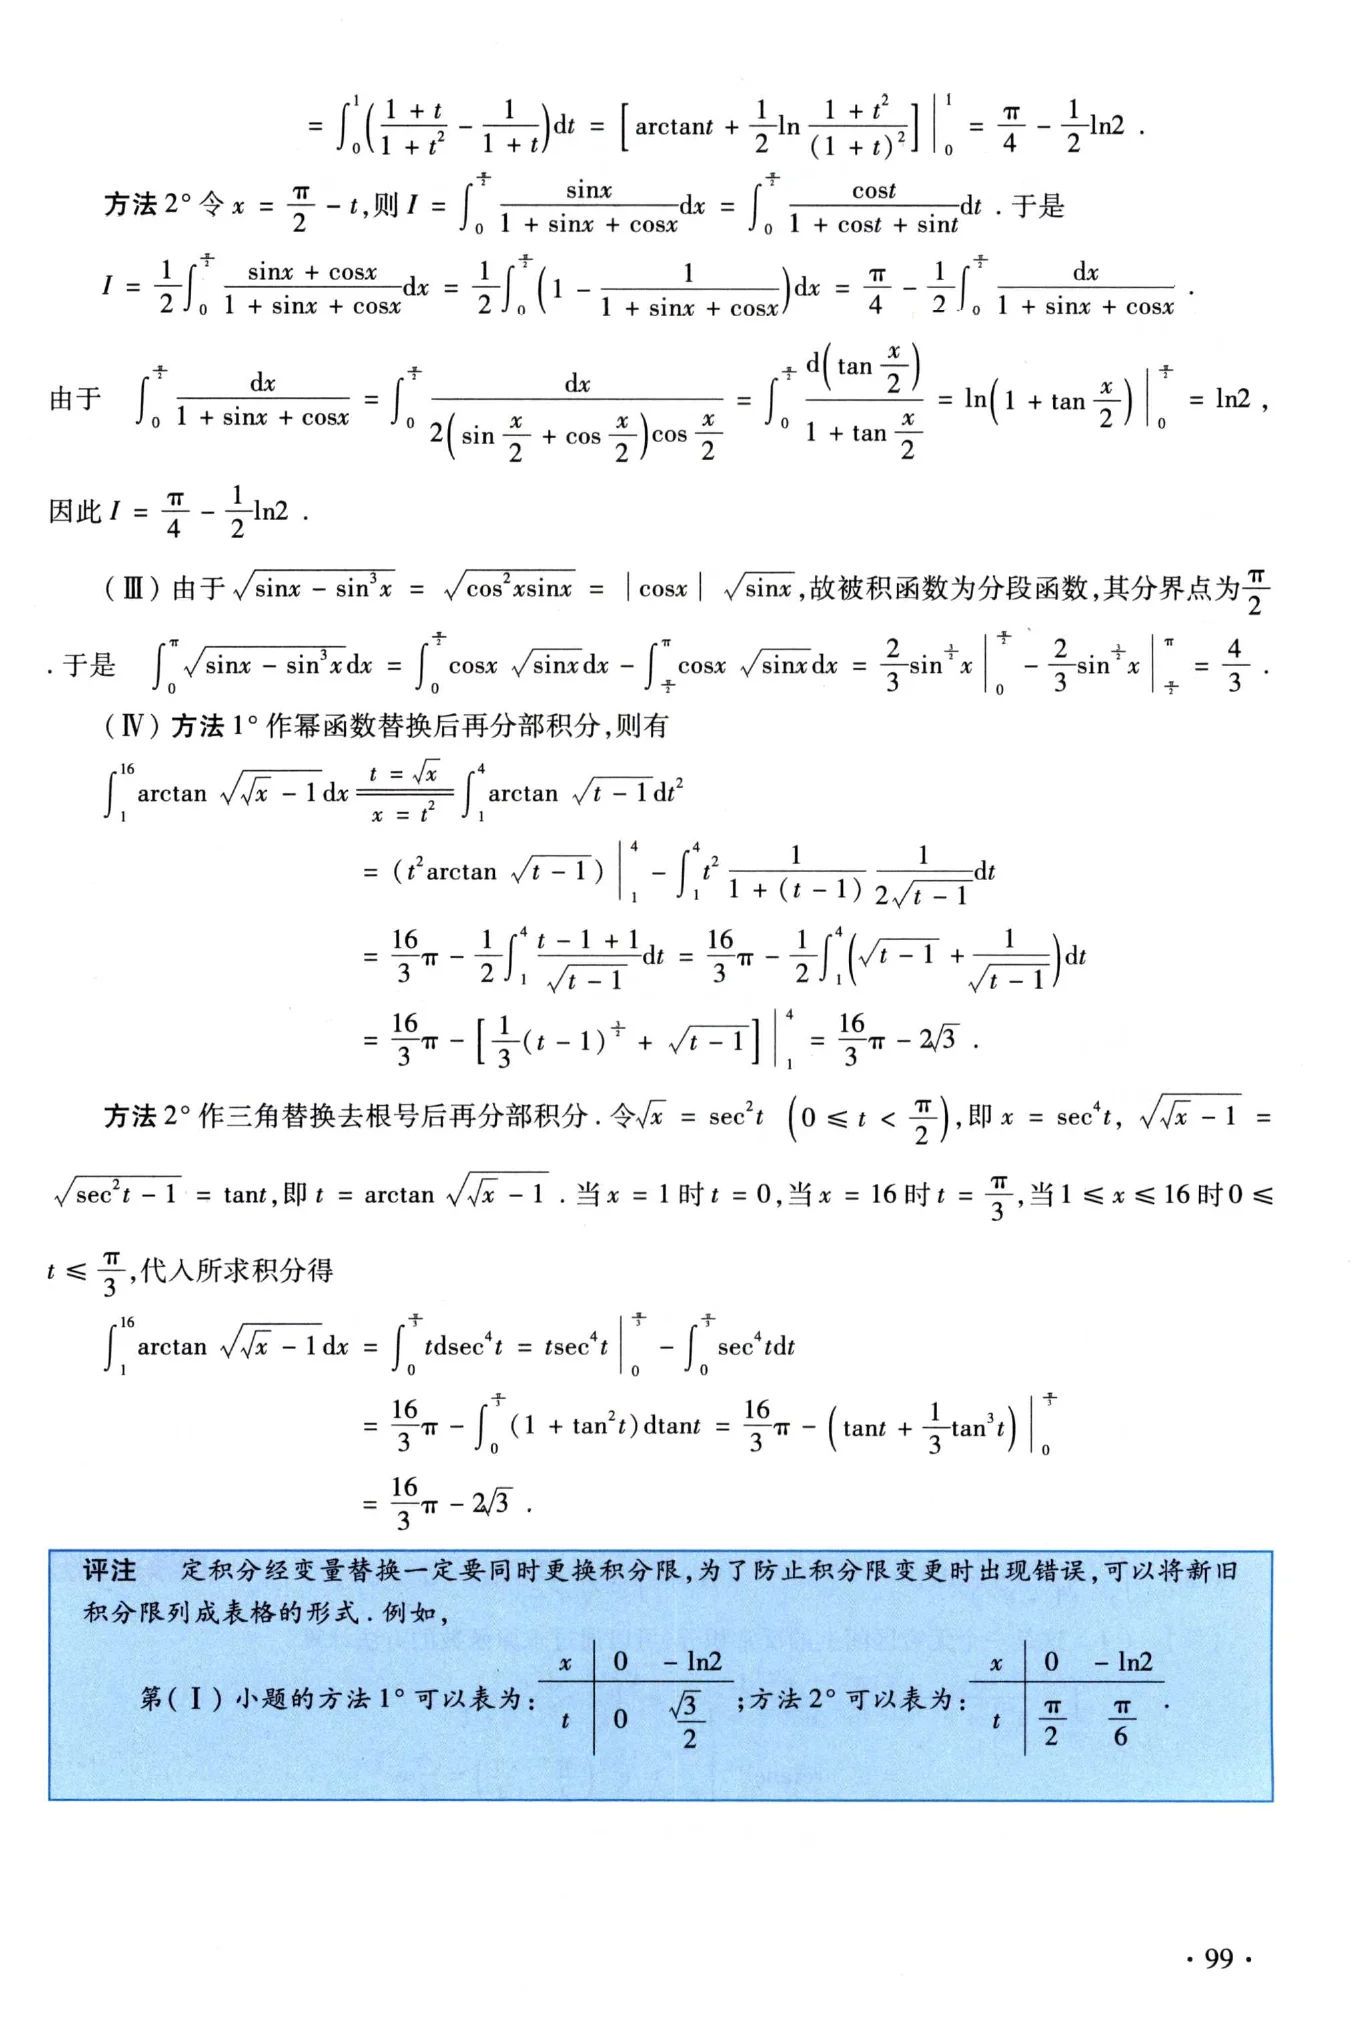 $= \int_0^1 \left( \frac{1+t}{1+t^2} - \frac{1}{1+t} \right) dt = \left[ \arctan t + \frac{1}{2} \ln \frac{1+t^2}{(1+t)^2} \right] \Big|_0^1 = \frac{\pi}{4} - \frac{1}{2} \ln 2 .$
方法2° 令 $x = \frac{\pi}{2} - t$,则 $I = \int_0^{\frac{\pi}{2}} \frac{\sin x}{1 + \sin x + \cos x} dx = \int_0^{\frac{\pi}{2}} \frac{\cos t}{1 + \cos t + \sin t} dt$ . 于是
$I = \frac{1}{2} \int_0^{\frac{\pi}{2}} \frac{\sin x + \cos x}{1 + \sin x + \cos x} dx = \frac{1}{2} \int_0^{\frac{\pi}{2}} \left( 1 - \frac{1}{1 + \sin x + \cos x} \right) dx = \frac{\pi}{4} - \frac{1}{2} \int_0^{\frac{\pi}{2}} \frac{dx}{1 + \sin x + \cos x} .$
由于 $\int_0^{\frac{\pi}{2}} \frac{dx}{1 + \sin x + \cos x} = \int_0^{\frac{\pi}{2}} \frac{dx}{2\left( \sin \frac{x}{2} + \cos \frac{x}{2} \right) \cos \frac{x}{2}} = \int_0^{\frac{\pi}{2}} \frac{d\left( \tan \frac{x}{2} \right)}{1 + \tan \frac{x}{2}} = \ln \left( 1 + \tan \frac{x}{2} \right) \Big|_0^{\frac{\pi}{2}} = \ln 2 ,$
因此 $I = \frac{\pi}{4} - \frac{1}{2} \ln 2 .$
(Ⅲ) 由于 $\sqrt{\sin x - \sin^3 x} = \sqrt{\cos^2 x \sin x} = |\cos x| \sqrt{\sin x}$,故被积函数为分段函数,其分界点为 $\frac{\pi}{2}$
. 于是 $\int_0^{\pi} \sqrt{\sin x - \sin^3 x} dx = \int_0^{\frac{\pi}{2}} \cos x \sqrt{\sin x} dx - \int_{\frac{\pi}{2}}^{\pi} \cos x \sqrt{\sin x} dx = \frac{2}{3} \sin^{\frac{3}{2}} x \Big|_0^{\frac{\pi}{2}} - \frac{2}{3} \sin^{\frac{3}{2}} x \Big|_{\frac{\pi}{2}}^{\pi} = \frac{4}{3} .$
(Ⅳ) 方法1° 作幂函数替换后再分部积分,则有
$\int_1^{16} \arctan \sqrt{\sqrt{x} - 1} dx \xlongequal[x = t^2]{t = \sqrt{x}} \int_1^4 \arctan \sqrt{t - 1} dt^2$
$= (t^2 \arctan \sqrt{t - 1}) \Big|_1^4 - \int_1^4 t^2 \frac{1}{1 + (t - 1)} \frac{1}{2\sqrt{t - 1}} dt$
$= \frac{16}{3} \pi - \frac{1}{2} \int_1^4 \frac{t - 1 + 1}{\sqrt{t - 1}} dt = \frac{16}{3} \pi - \frac{1}{2} \int_1^4 \left( \sqrt{t - 1} + \frac{1}{\sqrt{t - 1}} \right) dt$
$= \frac{16}{3} \pi - \left[ \frac{1}{3} (t - 1)^{\frac{3}{2}} + \sqrt{t - 1} \right] \Big|_1^4 = \frac{16}{3} \pi - 2\sqrt{3} .$
方法2° 作三角替换去根号后再分部积分. 令 $\sqrt{x} = \sec^2 t$ $\left( 0 \leqslant t < \frac{\pi}{2} \right)$,即 $x = \sec^4 t$, $\sqrt{\sqrt{x} - 1} =$
$\sqrt{\sec^2 t - 1} = \tan t$,即 $t = \arctan \sqrt{\sqrt{x} - 1}$ . 当 $x = 1$ 时 $t = 0$,当 $x = 16$ 时 $t = \frac{\pi}{3}$,当 $1 \leqslant x \leqslant 16$ 时 $0 \leqslant$
$t \leqslant \frac{\pi}{3}$,代入所求积分得
$\int_1^{16} \arctan \sqrt{\sqrt{x} - 1} dx = \int_0^{\frac{\pi}{3}} t d\sec^4 t = t \sec^4 t \Big|_0^{\frac{\pi}{3}} - \int_0^{\frac{\pi}{3}} \sec^4 t dt$
$= \frac{16}{3} \pi - \int_0^{\frac{\pi}{3}} (1 + \tan^2 t) d\tan t = \frac{16}{3} \pi - \left( \tan t + \frac{1}{3} \tan^3 t \right) \Big|_0^{\frac{\pi}{3}}$
$= \frac{16}{3} \pi - 2\sqrt{3} .$
评注 定积分经变量替换一定要同时更换积分限,为了防止积分限变更时出现错误,可以将新旧
积分限列成表格的形式. 例如,
第(Ⅰ)小题的方法1°可以表为: $\begin{array}{c|cc} x & 0 & -\ln 2 \\ \hline t & 0 & \frac{\sqrt{3}}{2} \end{array}$ ;方法2°可以表为: $\begin{array}{c|cc} x & 0 & -\ln 2 \\ \hline t & \frac{\pi}{2} & \frac{\pi}{6} \end{array}$ .
· 99 ·